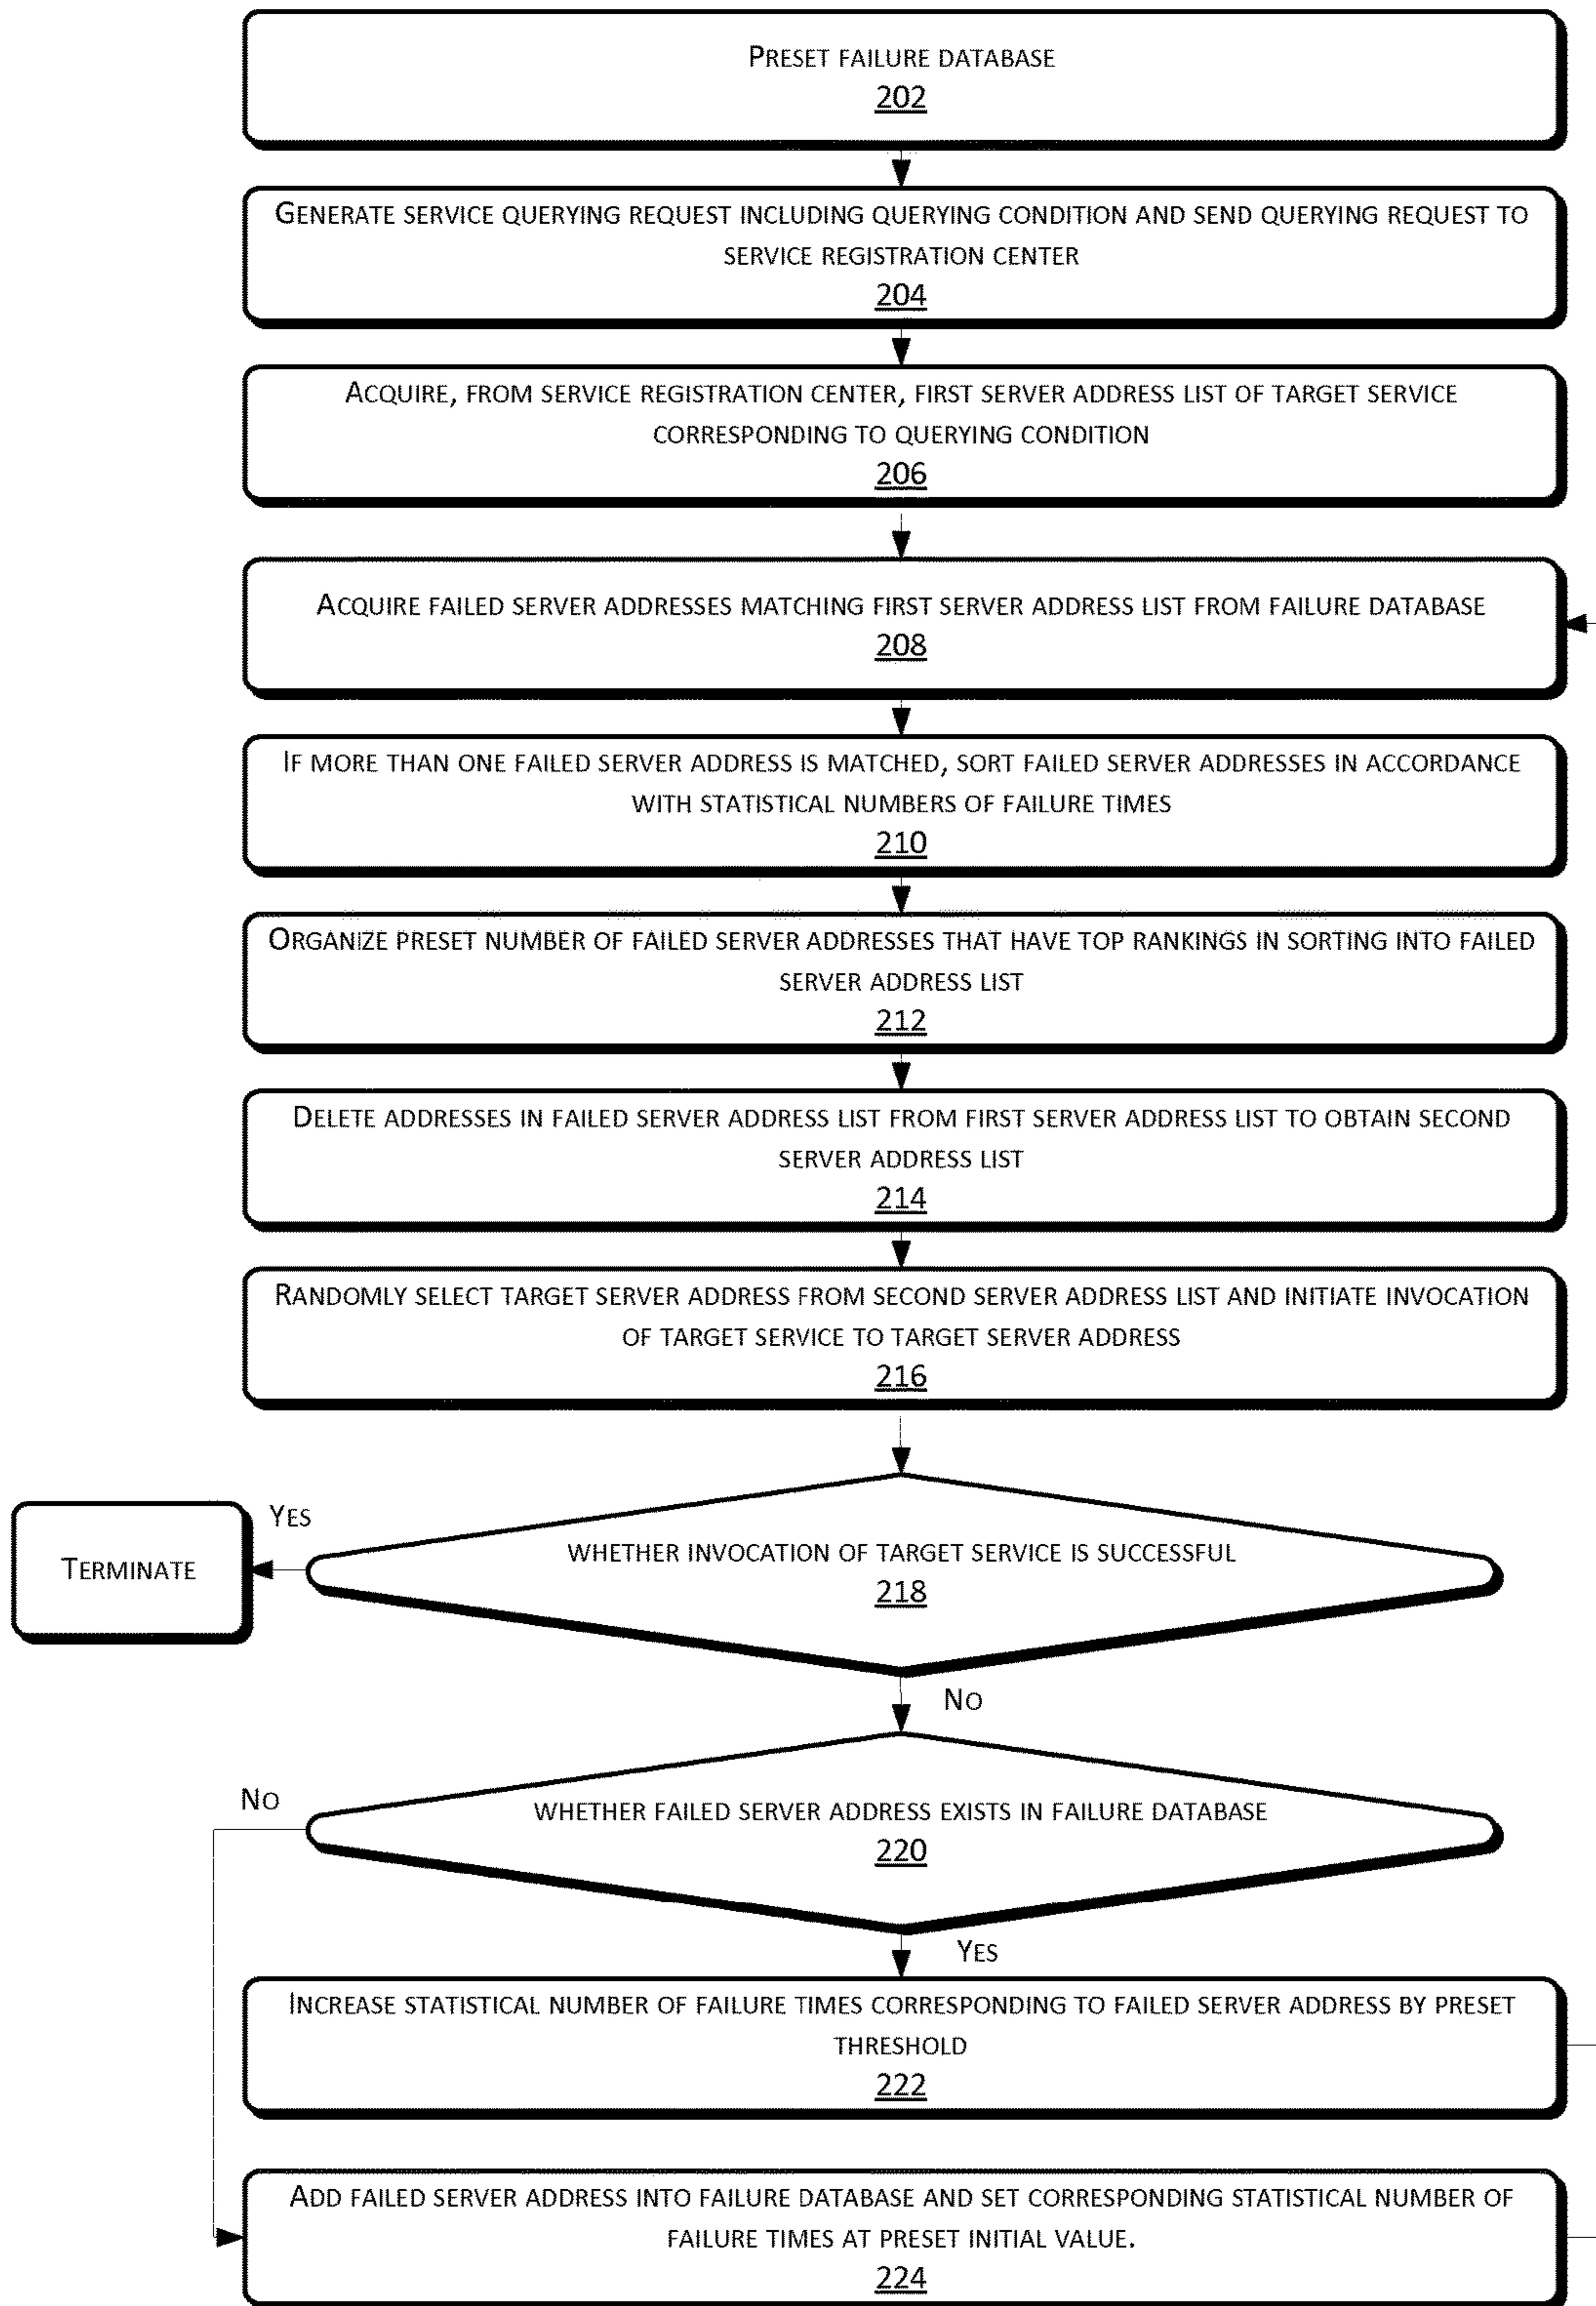 PRESET FAILURE DATABASE
202
GENERATE SERVICE QUERYING REQUEST INCLUDING QUERYING CONDITION AND SEND QUERYING REQUEST TO
SERVICE REGISTRATION CENTER
204
ACQUIRE, FROM SERVICE REGISTRATION CENTER, FIRST SERVER ADDRESS LIST OF TARGET SERVICE
CORRESPONDING TO QUERYING CONDITION
206
ACQUIRE FAILED SERVER ADDRESSES MATCHING FIRST SERVER ADDRESS LIST FROM FAILURE DATABASE
208
IF MORE THAN ONE FAILED SERVER ADDRESS IS MATCHED, SORT FAILED SERVER ADDRESSES IN ACCORDANCE
WITH STATISTICAL NUMBERS OF FAILURE TIMES
210
ORGANIZE PRESET NUMBER OF FAILED SERVER ADDRESSES THAT HAVE TOP RANKINGS IN SORTING INTO FAILED
SERVER ADDRESS LIST
212
DELETE ADDRESSES IN FAILED SERVER ADDRESS LIST FROM FIRST SERVER ADDRESS LIST TO OBTAIN SECOND
SERVER ADDRESS LIST
214
RANDOMLY SELECT TARGET SERVER ADDRESS FROM SECOND SERVER ADDRESS LIST AND INITIATE INVOCATION
OF TARGET SERVICE TO TARGET SERVER ADDRESS
216
YES
TERMINATE
WHETHER INVOCATION OF TARGET SERVICE IS SUCCESSFUL
218
NO
NO
WHETHER FAILED SERVER ADDRESS EXISTS IN FAILURE DATABASE
220
YES
INCREASE STATISTICAL NUMBER OF FAILURE TIMES CORRESPONDING TO FAILED SERVER ADDRESS BY PRESET
THRESHOLD
222
ADD FAILED SERVER ADDRESS INTO FAILURE DATABASE AND SET CORRESPONDING STATISTICAL NUMBER OF
FAILURE TIMES AT PRESET INITIAL VALUE.
224